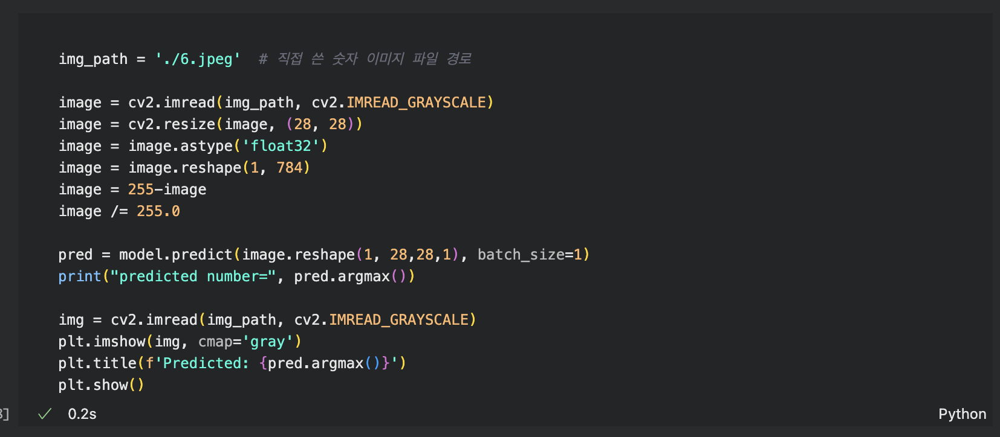 img_path = './6.jpeg'  # 직접 쓴 숫자 이미지 파일 경로
image = cv2.imread(img_path, cv2.IMREAD_GRAYSCALE)
image = cv2.resize(image, (28, 28))
image = image.astype('float32')
image = image.reshape(1, 784)
image = 255-image
image /= 255.0
pred = model.predict(image.reshape(1, 28,28,1), batch_size=1)
print("predicted number=", pred.argmax())
img = cv2.imread(img_path, cv2.IMREAD_GRAYSCALE)
plt.imshow(img, cmap='gray')
plt.title(f'Predicted: {pred.argmax()}')
plt.show()
✓ 0.2s Python